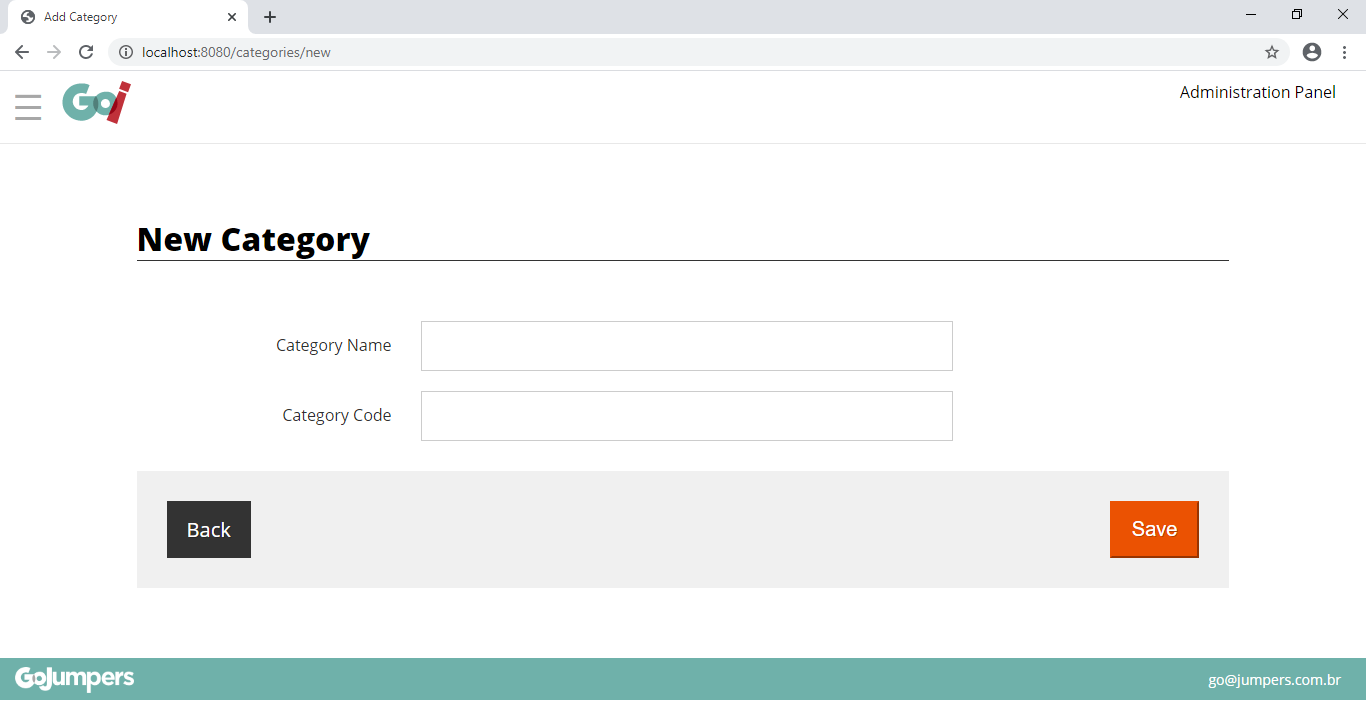 Add Category
localhost:8080/categories/new
Goj
Administration Panel
New Category
Category Name
Category Code
Back
Save
GoJumpers
go@jumpers.com.br